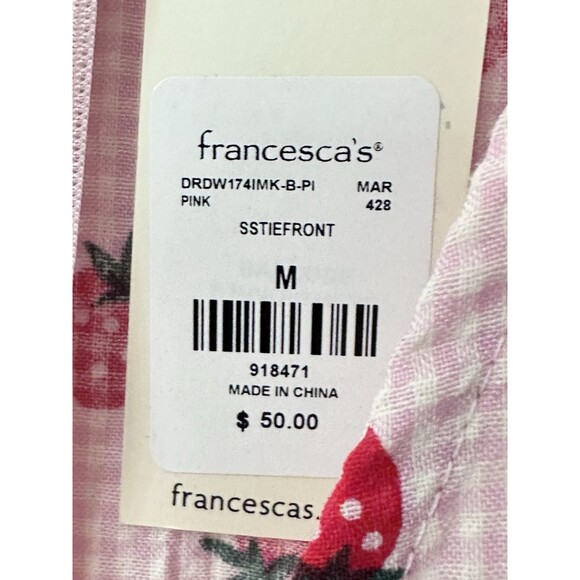 francesca's®
DRDW174IMK-B-PI MAR
PINK 428
SSTIEFRONT
M
918471
MADE IN CHINA
$ 50.00
francescas.